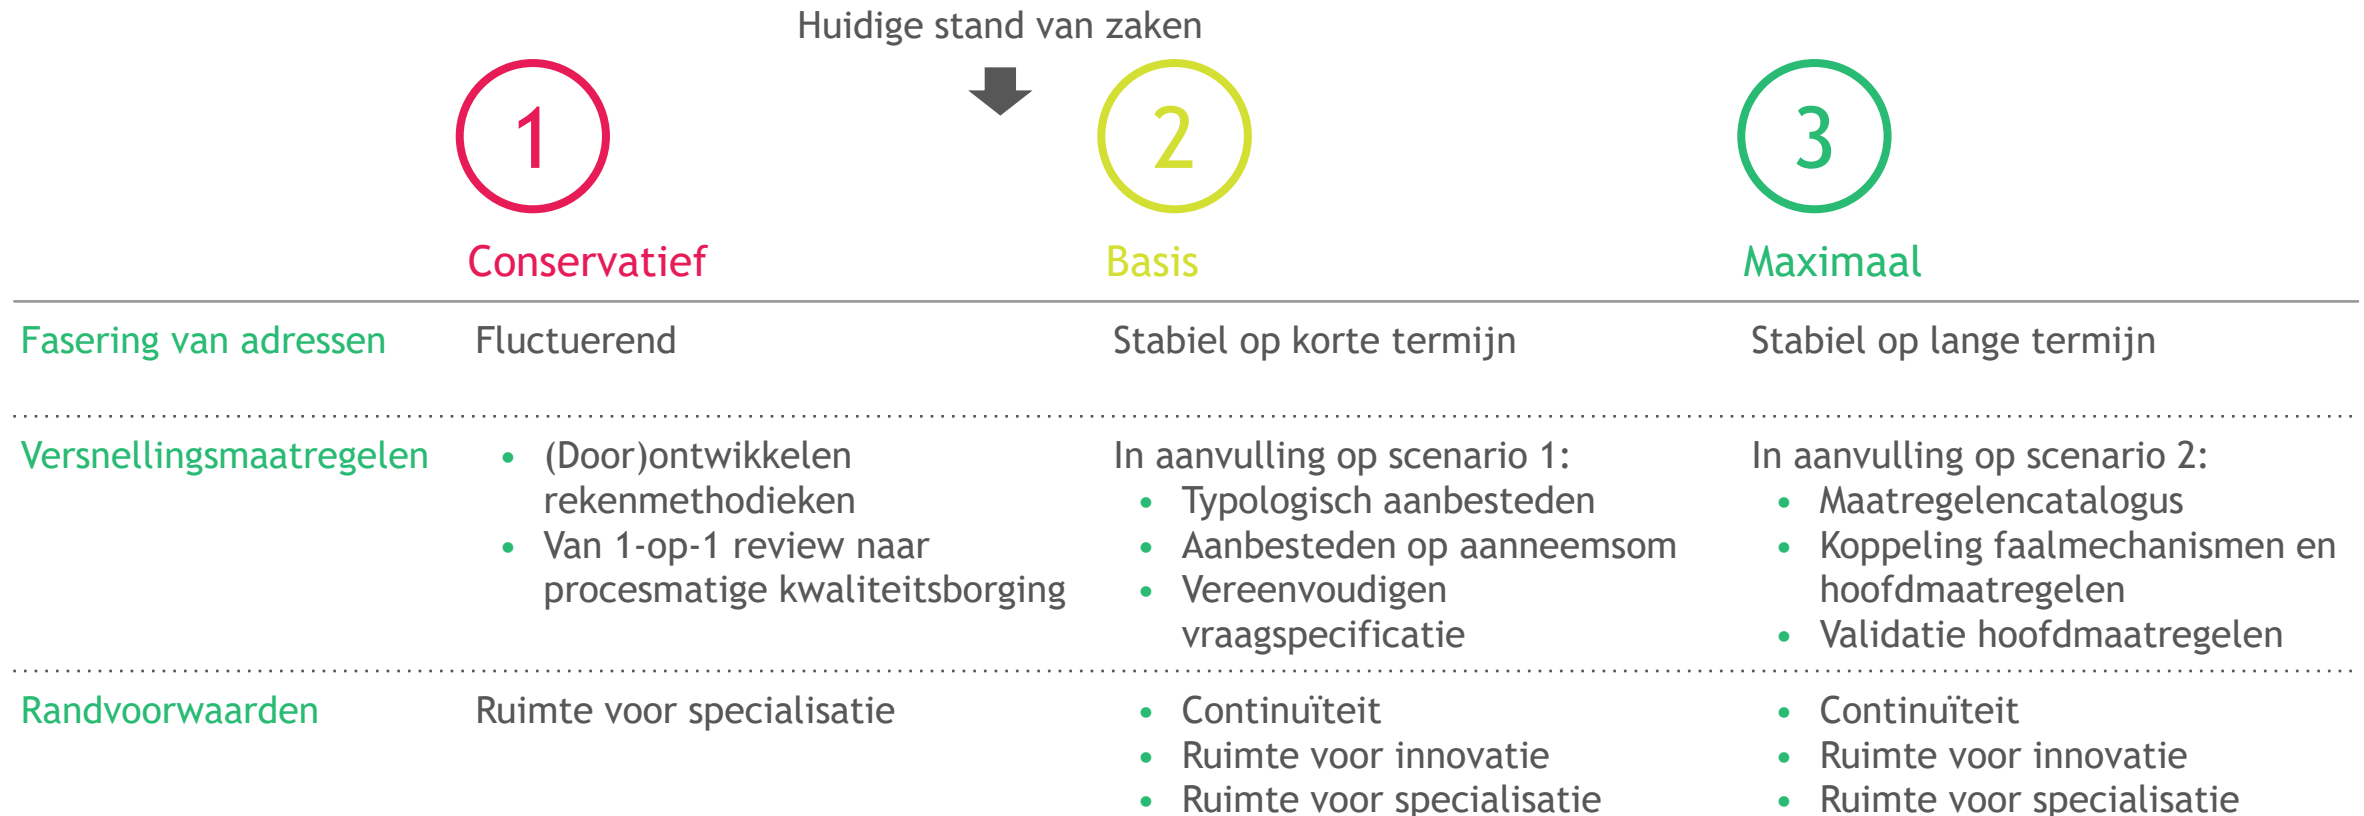 Huidige stand van zaken
1
2
3
Conservatief
Basis
Maximaal
Fasering van adressen
Fluctuerend
Stabiel op korte termijn
Stabiel op lange termijn
Versnellingsmaatregelen
• (Door)ontwikkelen
rekenmethodieken
• Van 1-op-1 review naar
procesmatige kwaliteitsborging
In aanvulling op scenario 1:
• Typologisch aanbesteden
• Aanbesteden op aanneemsom
• Vereenvoudigen
vraagspecificatie
In aanvulling op scenario 2:
• Maatregelencatalogus
• Koppeling faalmechanismen en
hoofdmaatregelen
• Validatie hoofdmaatregelen
Randvoorwaarden
Ruimte voor specialisatie
• Continuïteit
• Ruimte voor innovatie
• Ruimte voor specialisatie
• Continuïteit
• Ruimte voor innovatie
• Ruimte voor specialisatie